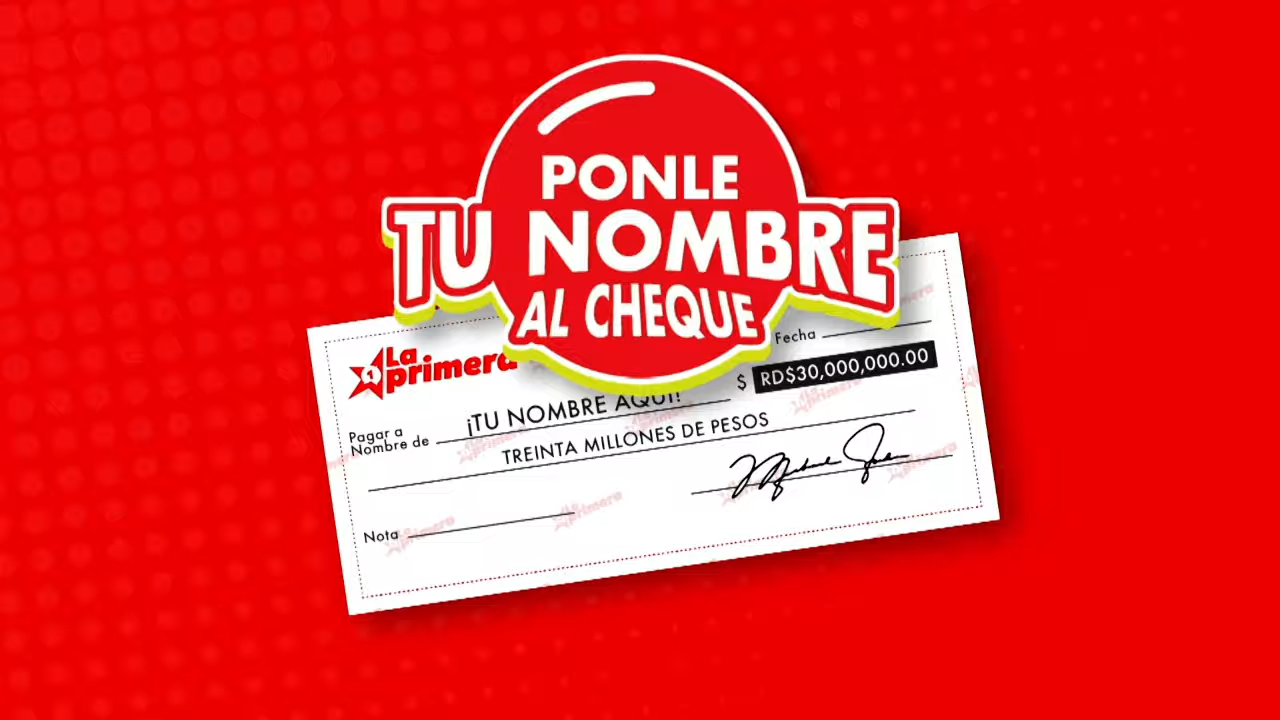 PONLE
TU NOMBRE
AL CHEQUE
La
primera
Fecha
$ RD$30,000,000.00
Pagar a
Nombre de
¡TU NOMBRE AQUÍ!
TREINTA MILLONES DE PESOS
Nota